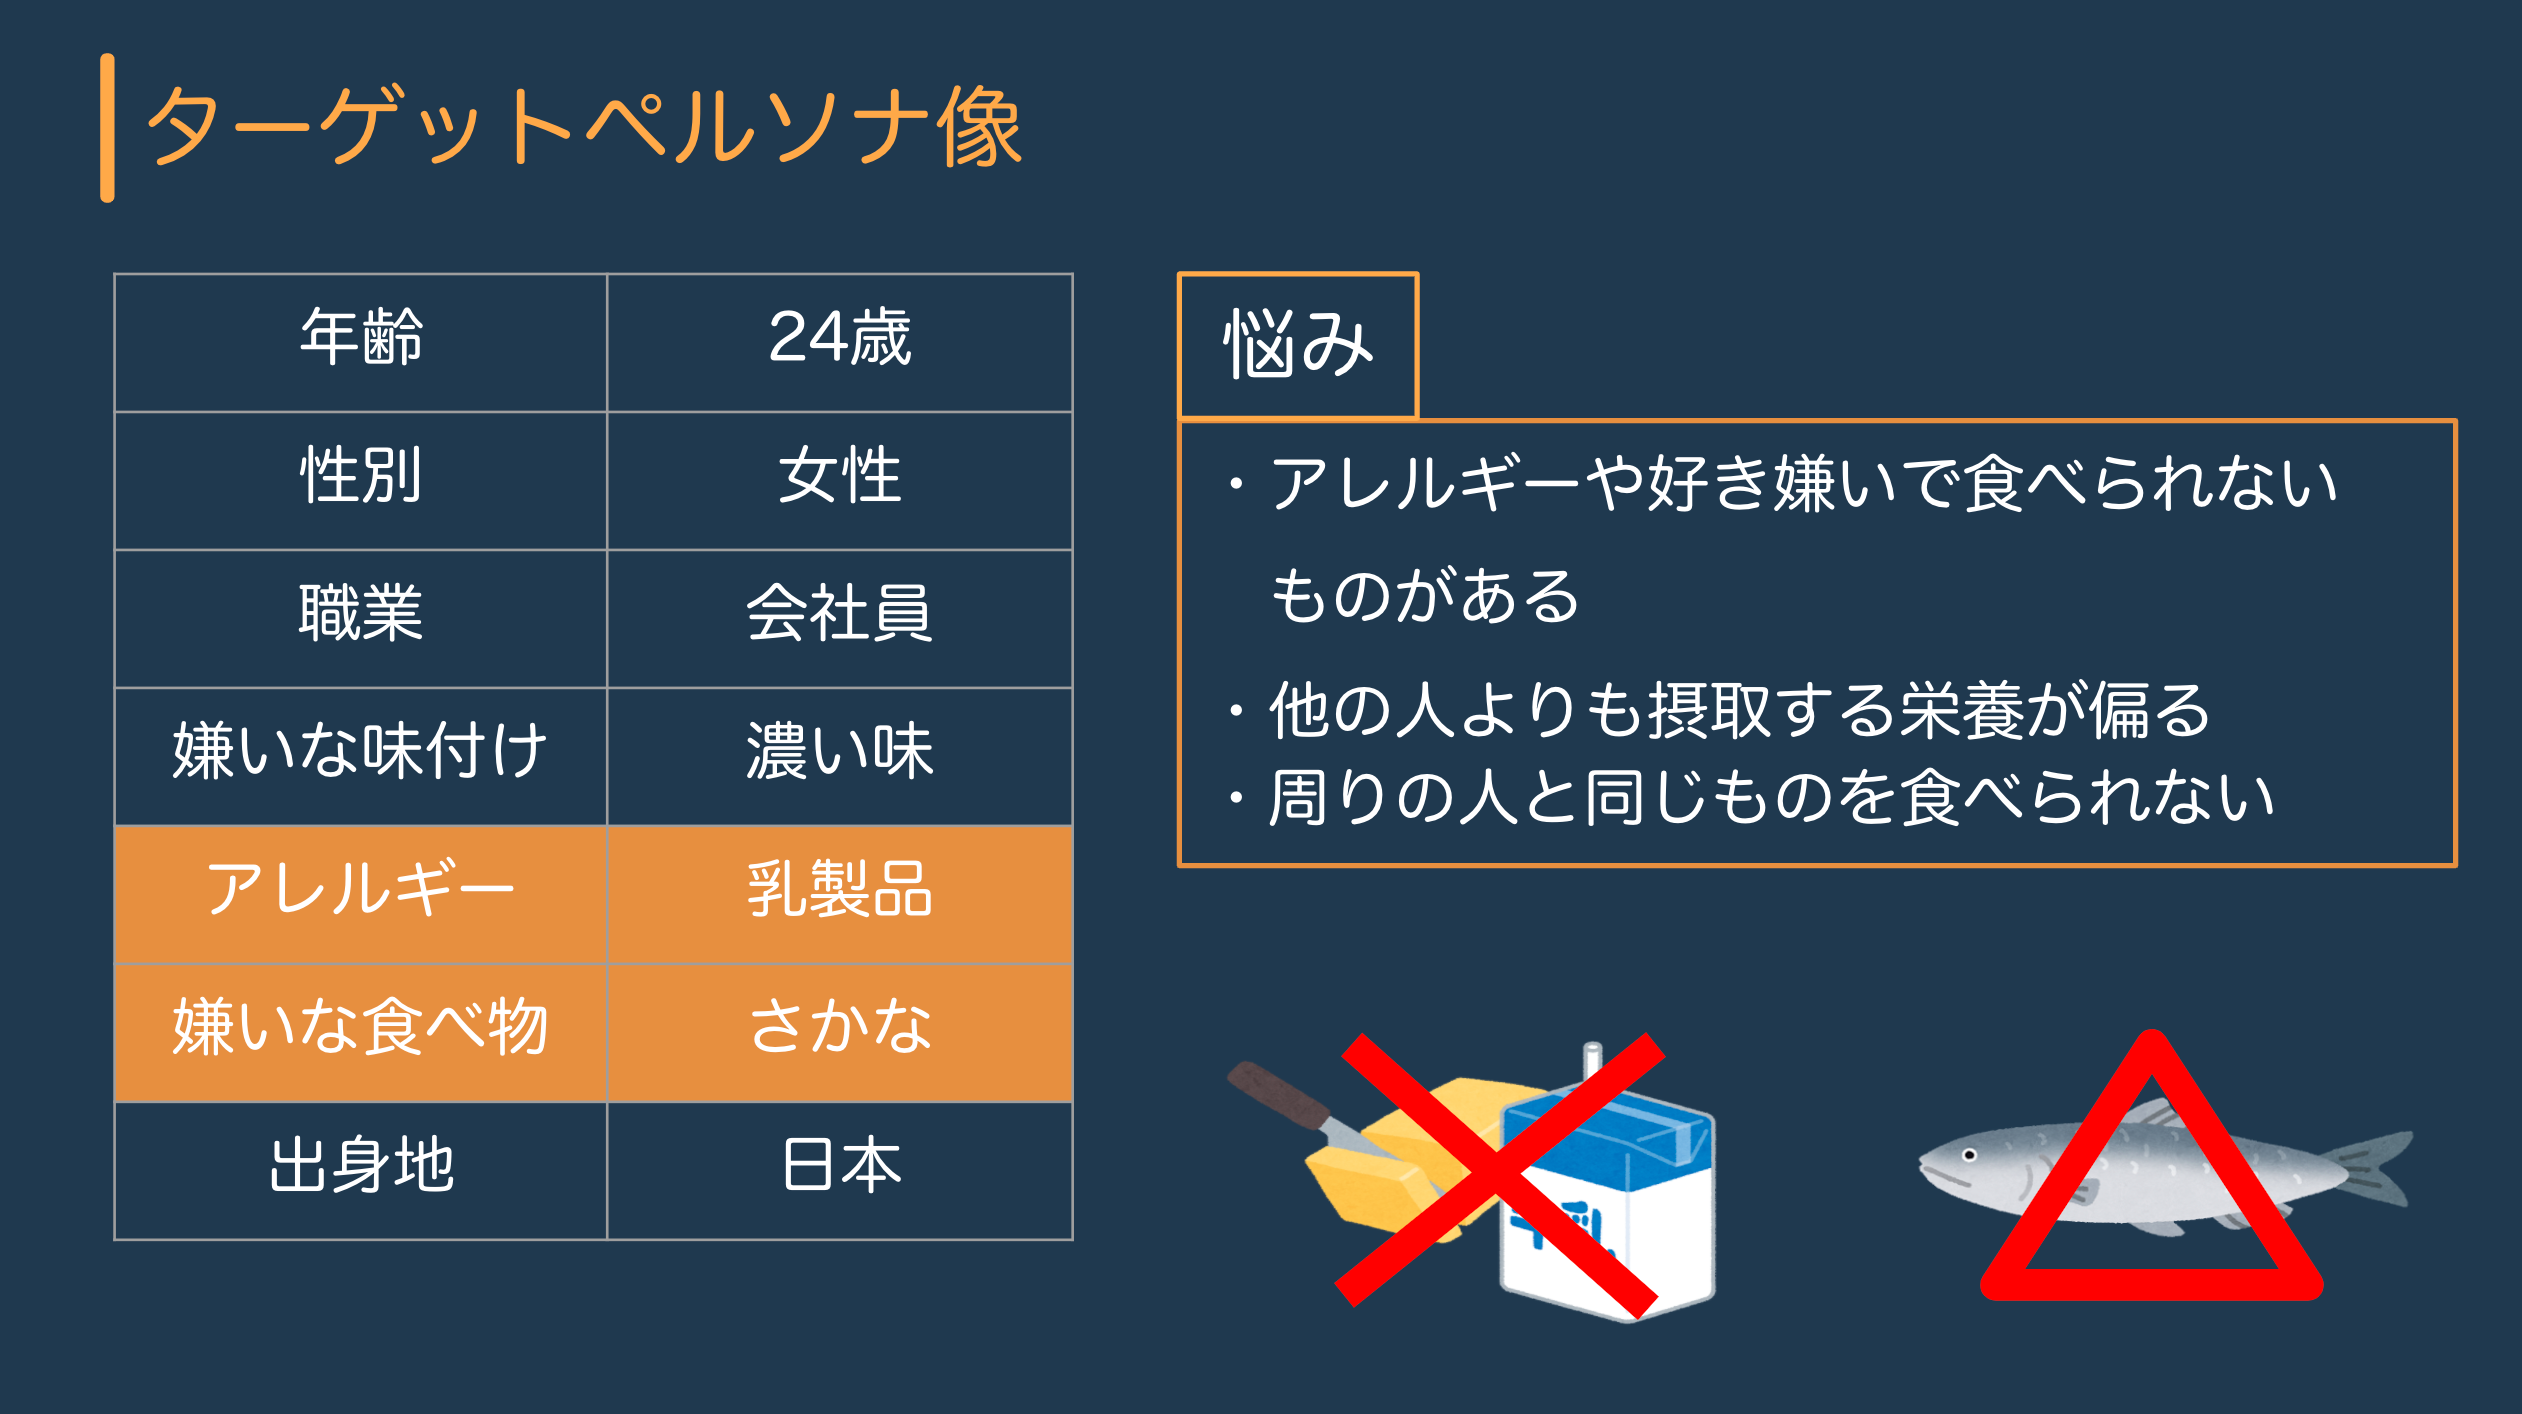 ターゲットペルソナ像
年齢 24歳
性別 女性
職業 会社員
嫌いな味付け 濃い味
アレルギー 乳製品
嫌いな食べ物 さかな
出身地 日本
悩み
・アレルギーや好き嫌いで食べられない
ものがある
・他の人よりも摂取する栄養が偏る
・周りの人と同じものを食べられない